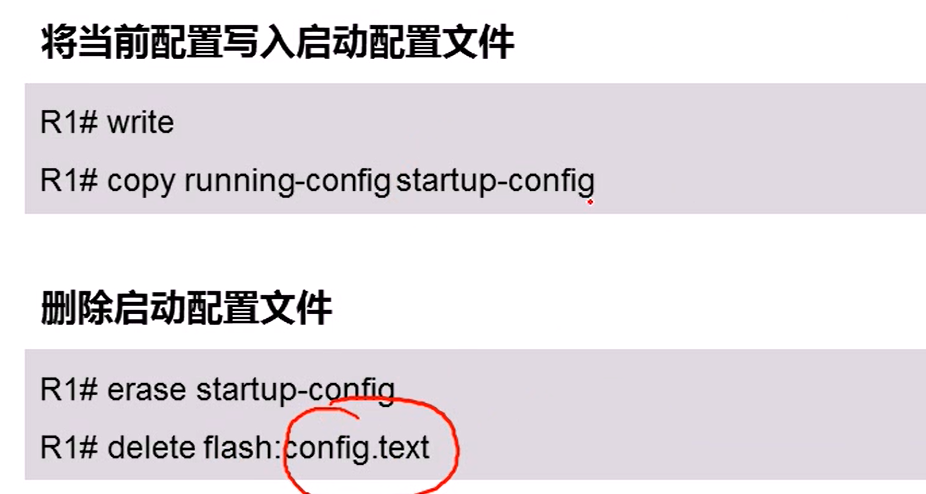 将当前配置写入启动配置文件
R1# write
R1# copy running-config startup-config
删除启动配置文件
R1# erase startup-config
R1# delete flash:config.text